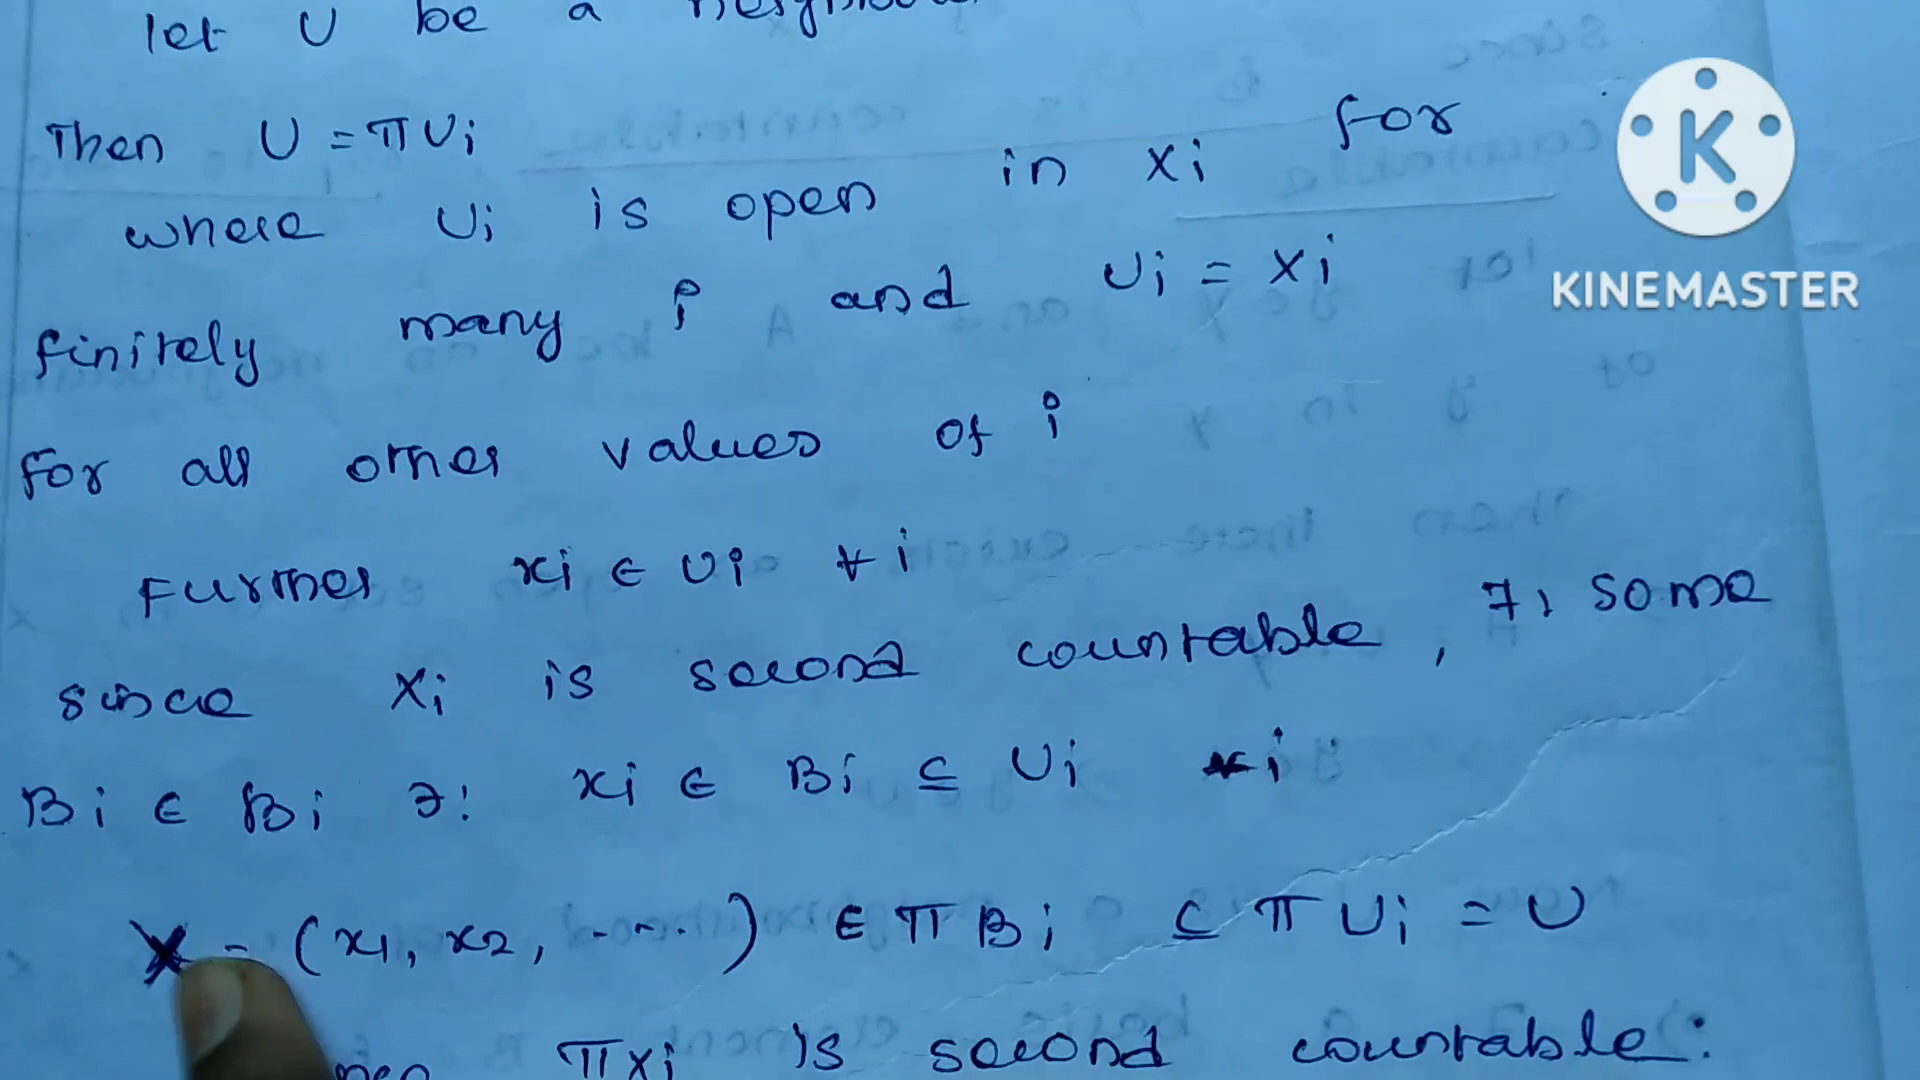 let U be a
Then U = πUi
where Ui is open in Xi for
finitely many i and Ui = Xi
for all other values of i
Further xi ∈ Ui ∀ i
since Xi is second countable, ∃, some
Bi ∈ Bi ∋: xi ∈ Bi ⊆ Ui ∀ i
X = (x1, x2, ....) ∈ π Bi ⊆ π Ui = U
πXi is second countable.
K
KINEMASTER